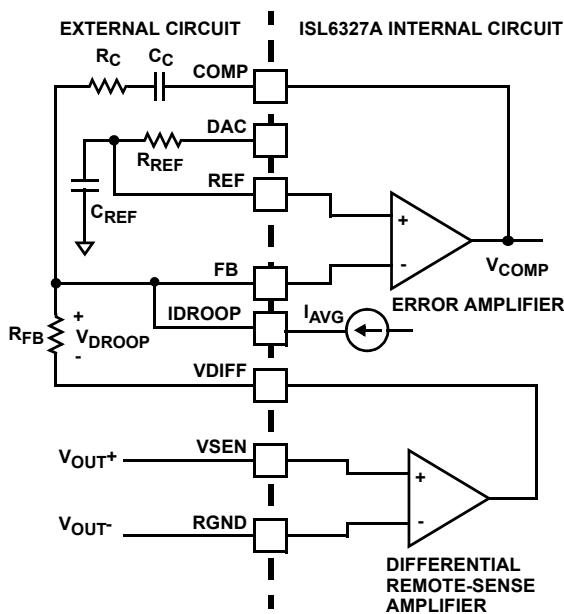 EXTERNAL CIRCUIT
ISL6327A INTERNAL CIRCUIT
RC
CC
COMP
DAC
RREF
REF
CREF
+
-
VCOMP
FB
ERROR AMPLIFIER
IDROOP
IAVG
RFB
+
VDROOP
-
VDIFF
VOUT+
VSEN
+
VOUT-
RGND
-
DIFFERENTIAL
REMOTE-SENSE
AMPLIFIER